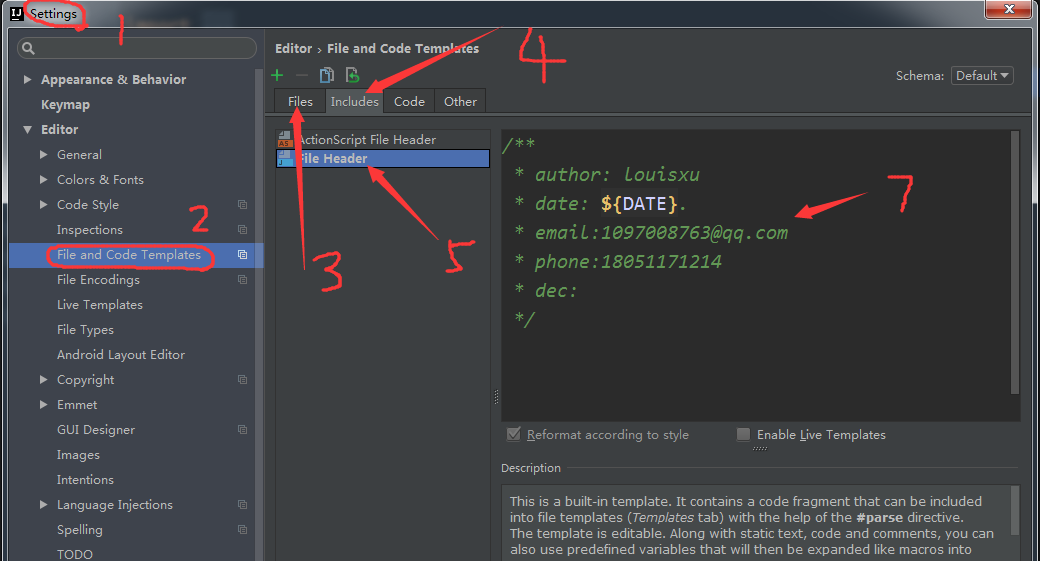 Settings
1
Editor › File and Code Templates
4
Schema: Default
Appearance & Behavior
Keymap
Editor
General
Colors & Fonts
Code Style
2
Inspections
File and Code Templates
File Encodings
Live Templates
File Types
Android Layout Editor
Copyright
Emmet
GUI Designer
Images
Intentions
Language Injections
Spelling
TODO
Files Includes Code Other
ActionScript File Header
File Header
3
5
/**
* author: louisxu
* date: ${DATE}.
* email:1097008763@qq.com
* phone:18051171214
* dec:
*/
7
Reformat according to style Enable Live Templates
Description
This is a built-in template. It contains a code fragment that can be included
into file templates (Templates tab) with the help of the #parse directive.
The template is editable. Along with static text, code and comments, you can
also use predefined variables that will then be expanded like macros into